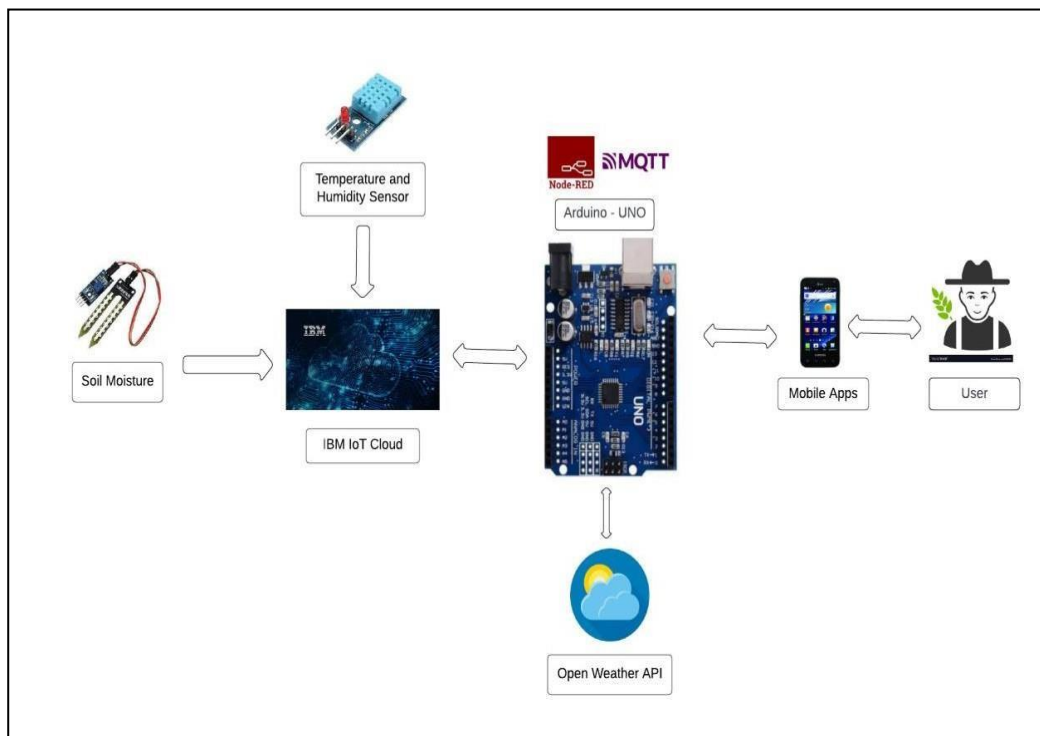 Temperature and
Humidity Sensor
Node-RED
MQTT
Arduino - UNO
Soil Moisture
IBM
IBM IoT Cloud
UNO
Mobile Apps
User
Open Weather API